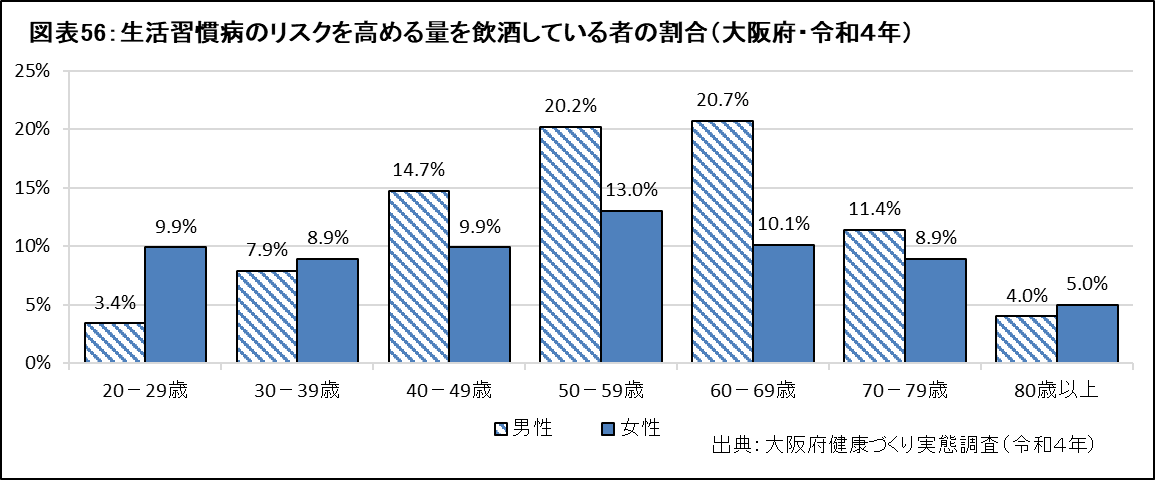 図表56：生活習慣病のリスクを高める量を飲酒している者の割合（大阪府・令和４年）
25%
20%
15%
10%
5%
0%
3.4% 9.9% 7.9% 8.9% 14.7% 9.9% 20.2% 13.0% 20.7% 10.1% 11.4% 8.9% 4.0% 5.0%
20－29歳 30－39歳 40－49歳 50－59歳 60－69歳 70－79歳 80歳以上
男性 女性
出典：大阪府健康づくり実態調査（令和４年）